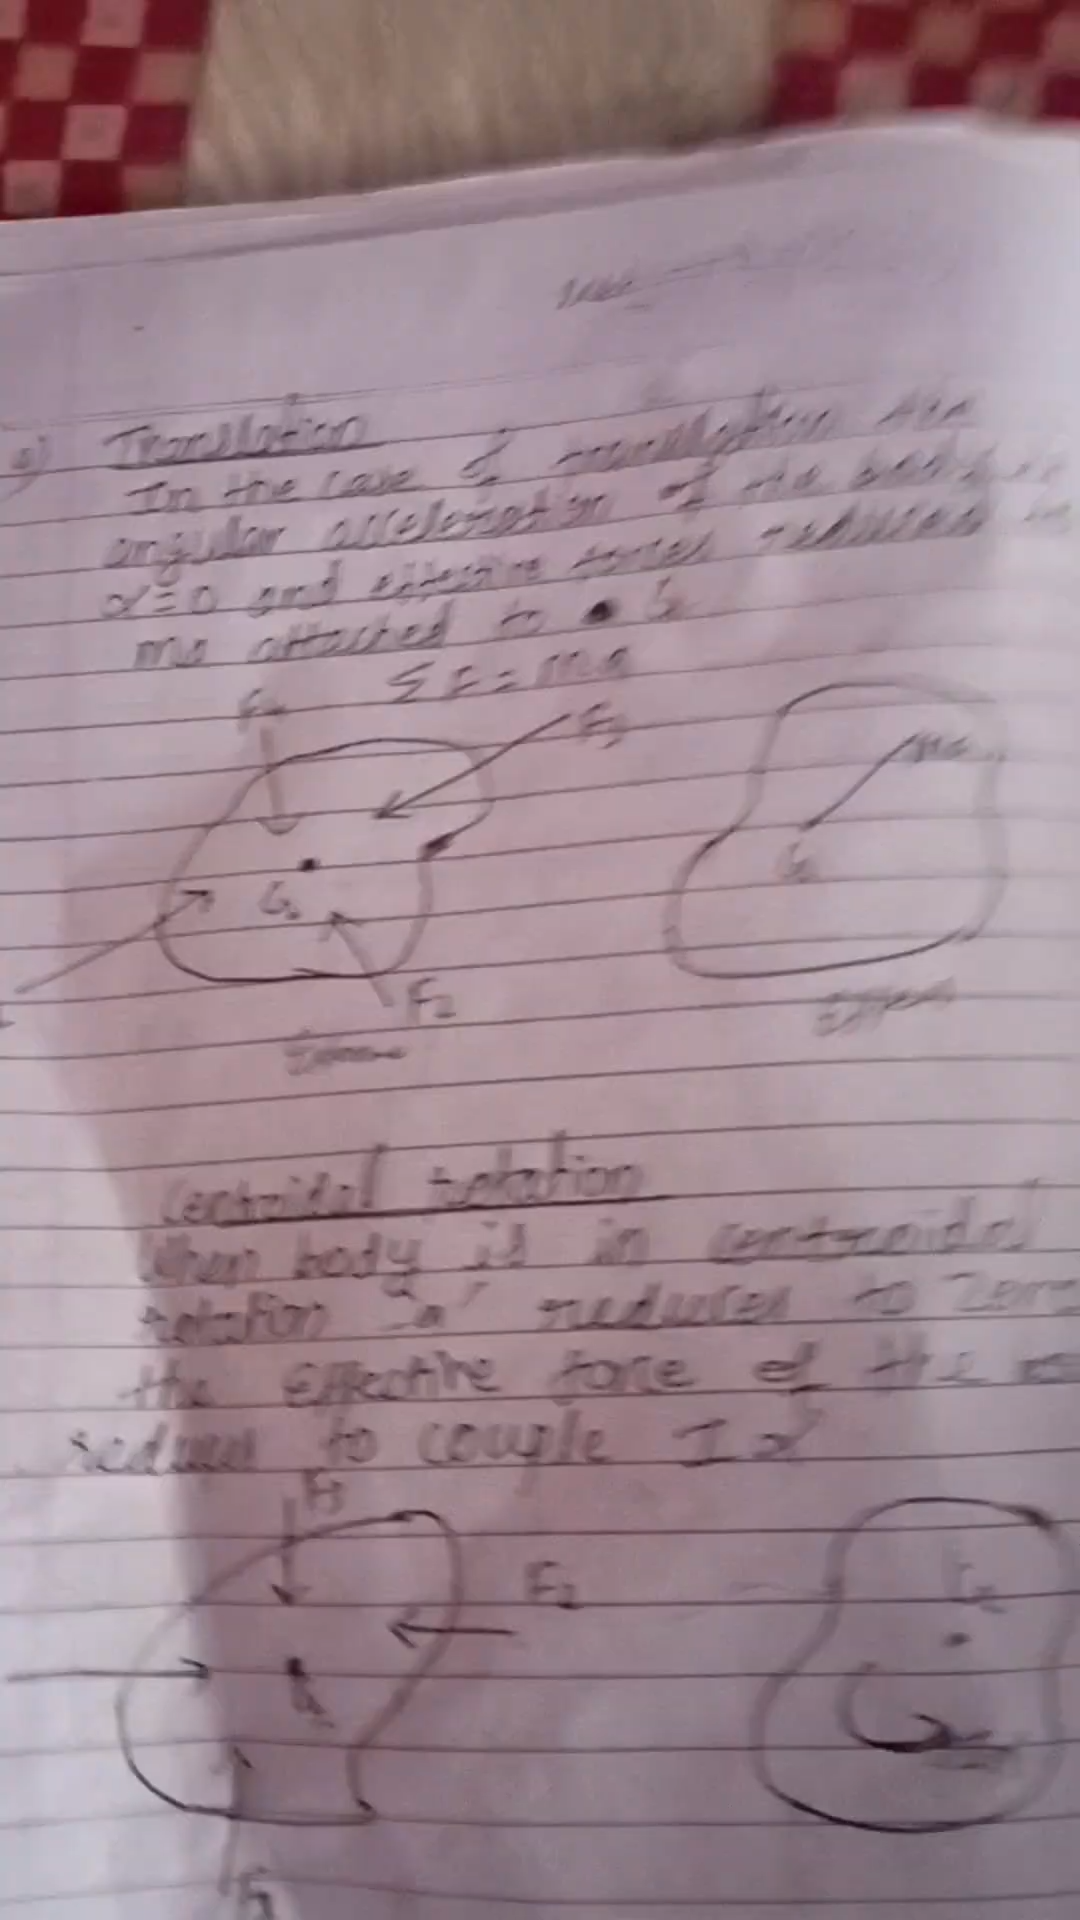 a) Translation
In the case of translation the
angular acceleration of the body is
α=0 and effective forces reduced to
ma attached to G
ΣF=ma
F4
F3
ma
G
G
F2
Centroidal rotation
When body is in centroidal
rotation 'a' reduces to zero
the effective force of the
reduces to couple Iα
F3
F2
G
G
F1